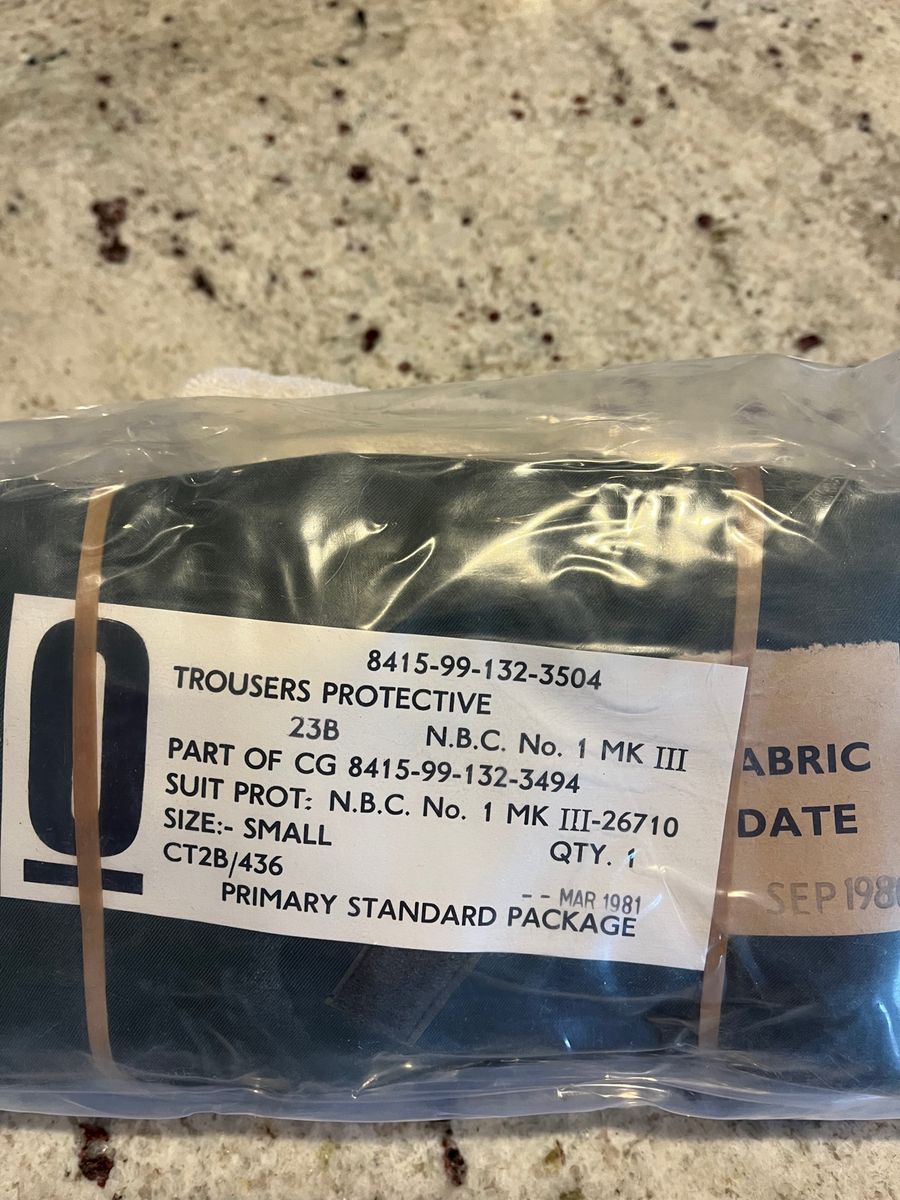 8415-99-132-3504
TROUSERS PROTECTIVE
23B N.B.C. No. 1 MK III
PART OF CG 8415-99-132-3494
SUIT PROT: N.B.C. No. 1 MK III-26710
SIZE:- SMALL
CT2B/436 QTY. 1
-- MAR 1981
PRIMARY STANDARD PACKAGE
0
ABRIC
DATE
SEP 1980